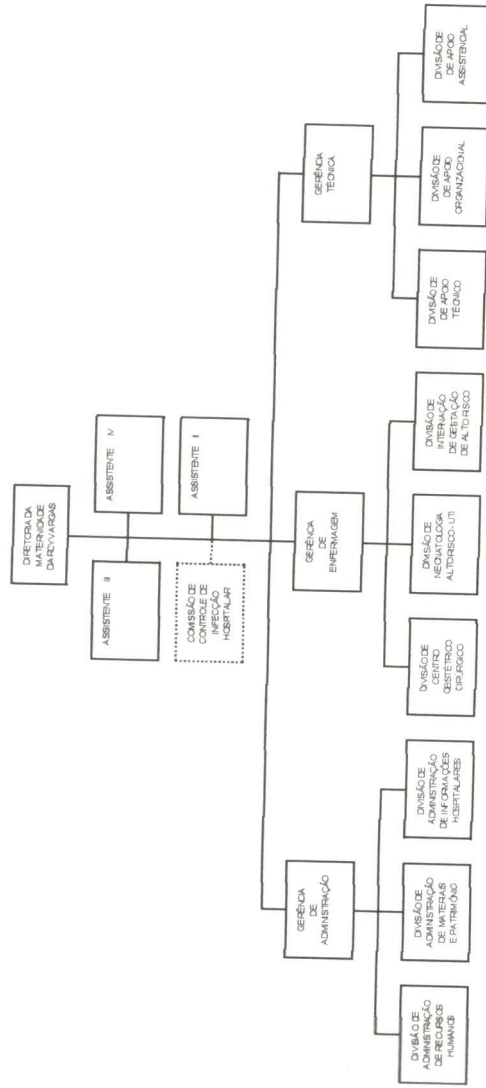 DIRETORIA DA
MATERNIDADE
DARCY VARGAS
ASSISTENTE III
ASSISTENTE IV
COMISSÃO DE
CONTROLE DE
INFECÇÃO
HOSPITALAR
ASSISTENTE I
GERÊNCIA
DE
ADMINISTRAÇÃO
GERÊNCIA
DE
ENFERMAGEM
GERÊNCIA
TÉCNICA
DIVISÃO DE
ADMINISTRAÇÃO
DE RECURSOS
HUMANOS
DIVISÃO DE
ADMINISTRAÇÃO
DE MATERIAIS
E PATRIMÔNIO
DIVISÃO DE
ADMINISTRAÇÃO
DE INFORMAÇÕES
HOSPITALARES
DIVISÃO DE
CENTRO
OBSTÉTRICO
CIRURGICO
DIVISÃO DE
NEONATOLOGIA
ALTO RISCO - UTI
DIVISÃO DE
INTERNAÇÃO
DE GESTAÇÃO
DE ALTO RISCO
DIVISÃO DE
DE APOIO
TÉCNICO
DIVISÃO DE
DE APOIO
ORGANIZACIONAL
DIVISÃO DE
DE APOIO
ASSISTENCIAL